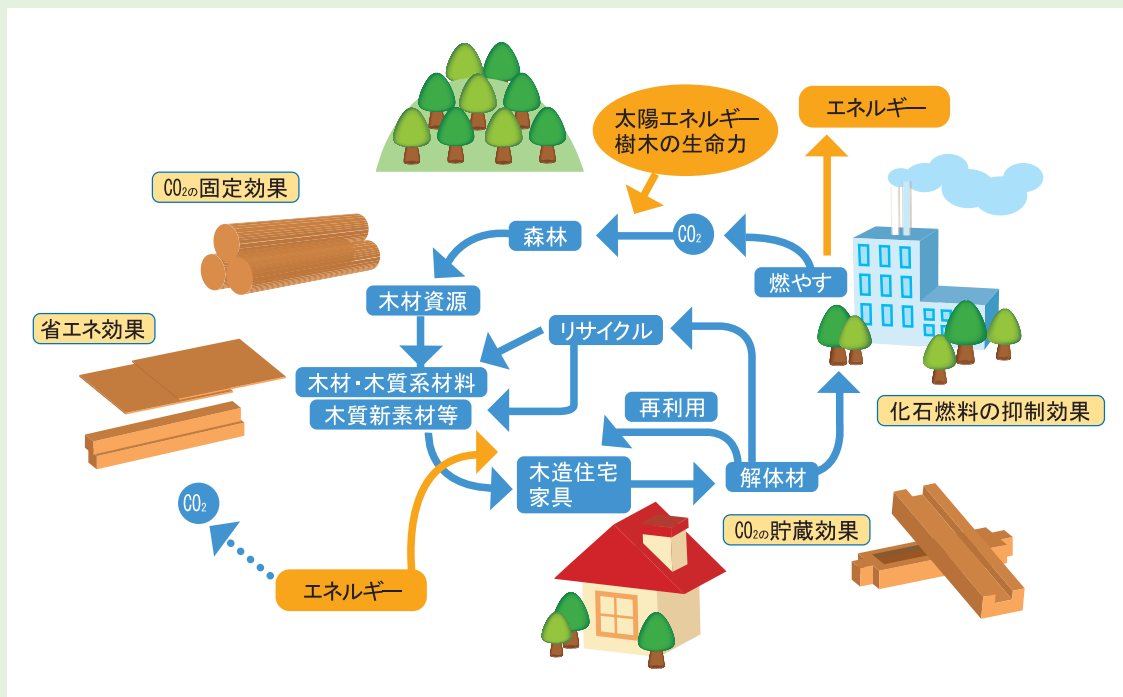 太陽エネルギー
樹木の生命力
エネルギー
CO₂の固定効果
森林
CO₂
燃やす
木材資源
省エネ効果
リサイクル
木材・木質系材料
木質新素材等
再利用
化石燃料の抑制効果
木造住宅
家具
解体材
CO₂
CO₂の貯蔵効果
エネルギー